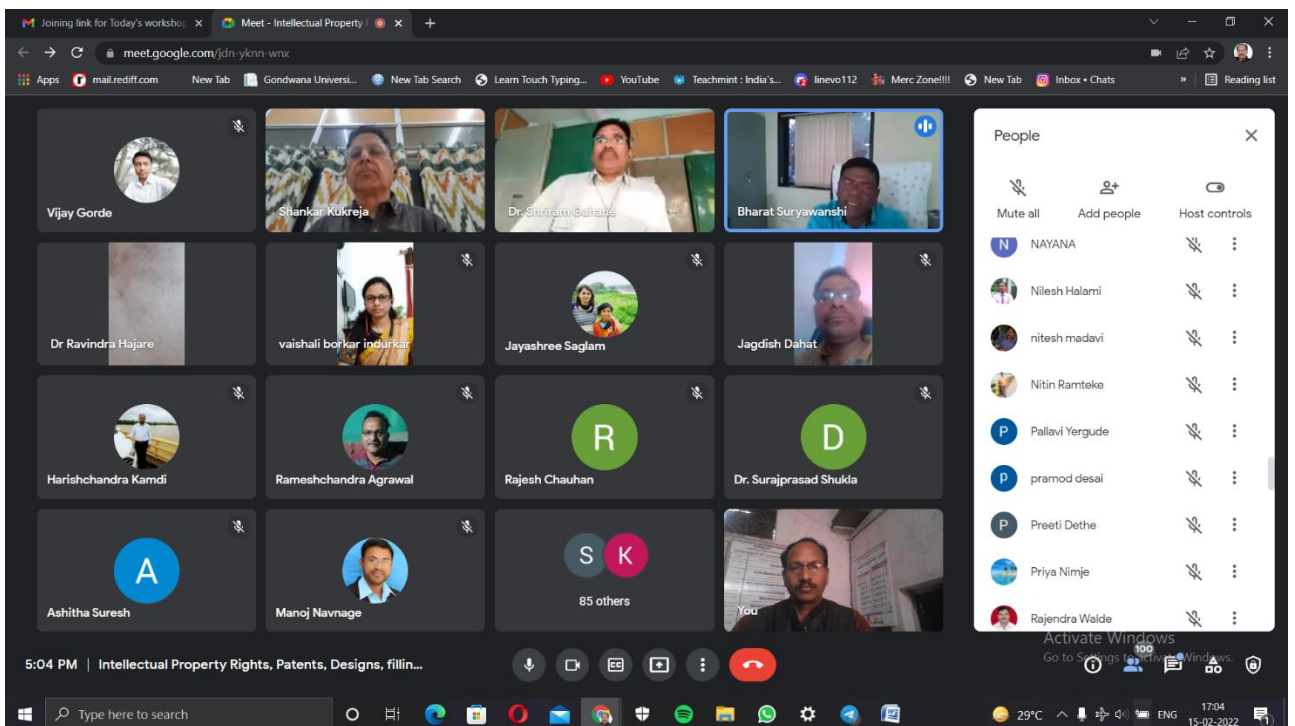 Joining link for Today's workshop
Meet - Intellectual Property
meet.google.com/jdn-yknn-wnx
Apps mail.rediff.com New Tab Gondwana Universi... New Tab Search Learn Touch Typing... YouTube Teachmint : India's... linevo112 Merc Zone!!!! New Tab Inbox • Chats » Reading list
Vijay Gorde
Shankar Kukreja
Dr. Shriram Gahane
Bharat Suryawanshi
Dr Ravindra Hajare
vaishali borkar indurkar
Jayashree Saglam
Jagdish Dahat
Harishchandra Kamdi
Rameshchandra Agrawal
R
Rajesh Chauhan
D
Dr. Surajprasad Shukla
A
Ashitha Suresh
Manoj Navnage
S K
85 others
You
People
Mute all Add people Host controls
N NAYANA
Nilesh Halami
nitesh madavi
Nitin Ramteke
P Pallavi Yergude
p pramod desai
P Preeti Dethe
Priya Nimje
Rajendra Walde
Activate Windows
Go to Settings to activate Windows.
100
5:04 PM | Intellectual Property Rights, Patents, Designs, fillin...
Type here to search
29°C ENG 17:04
15-02-2022